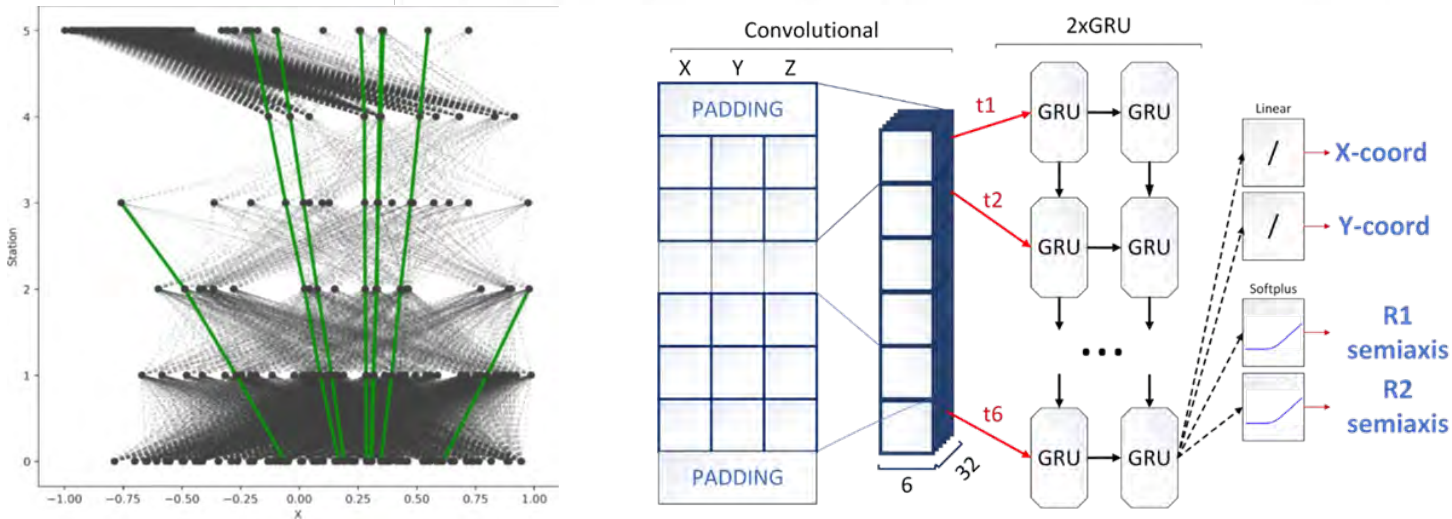 5
4
3
2
1
0
Station
−1.00 −0.75 −0.50 −0.25 0.00 0.25 0.50 0.75 1.00
X
Convolutional
X Y Z
PADDING
PADDING
6
32
2xGRU
t1
GRU GRU
t2
GRU GRU
...
t6
GRU GRU
Linear
X-coord
Y-coord
Softplus
R1
semiaxis
R2
semiaxis